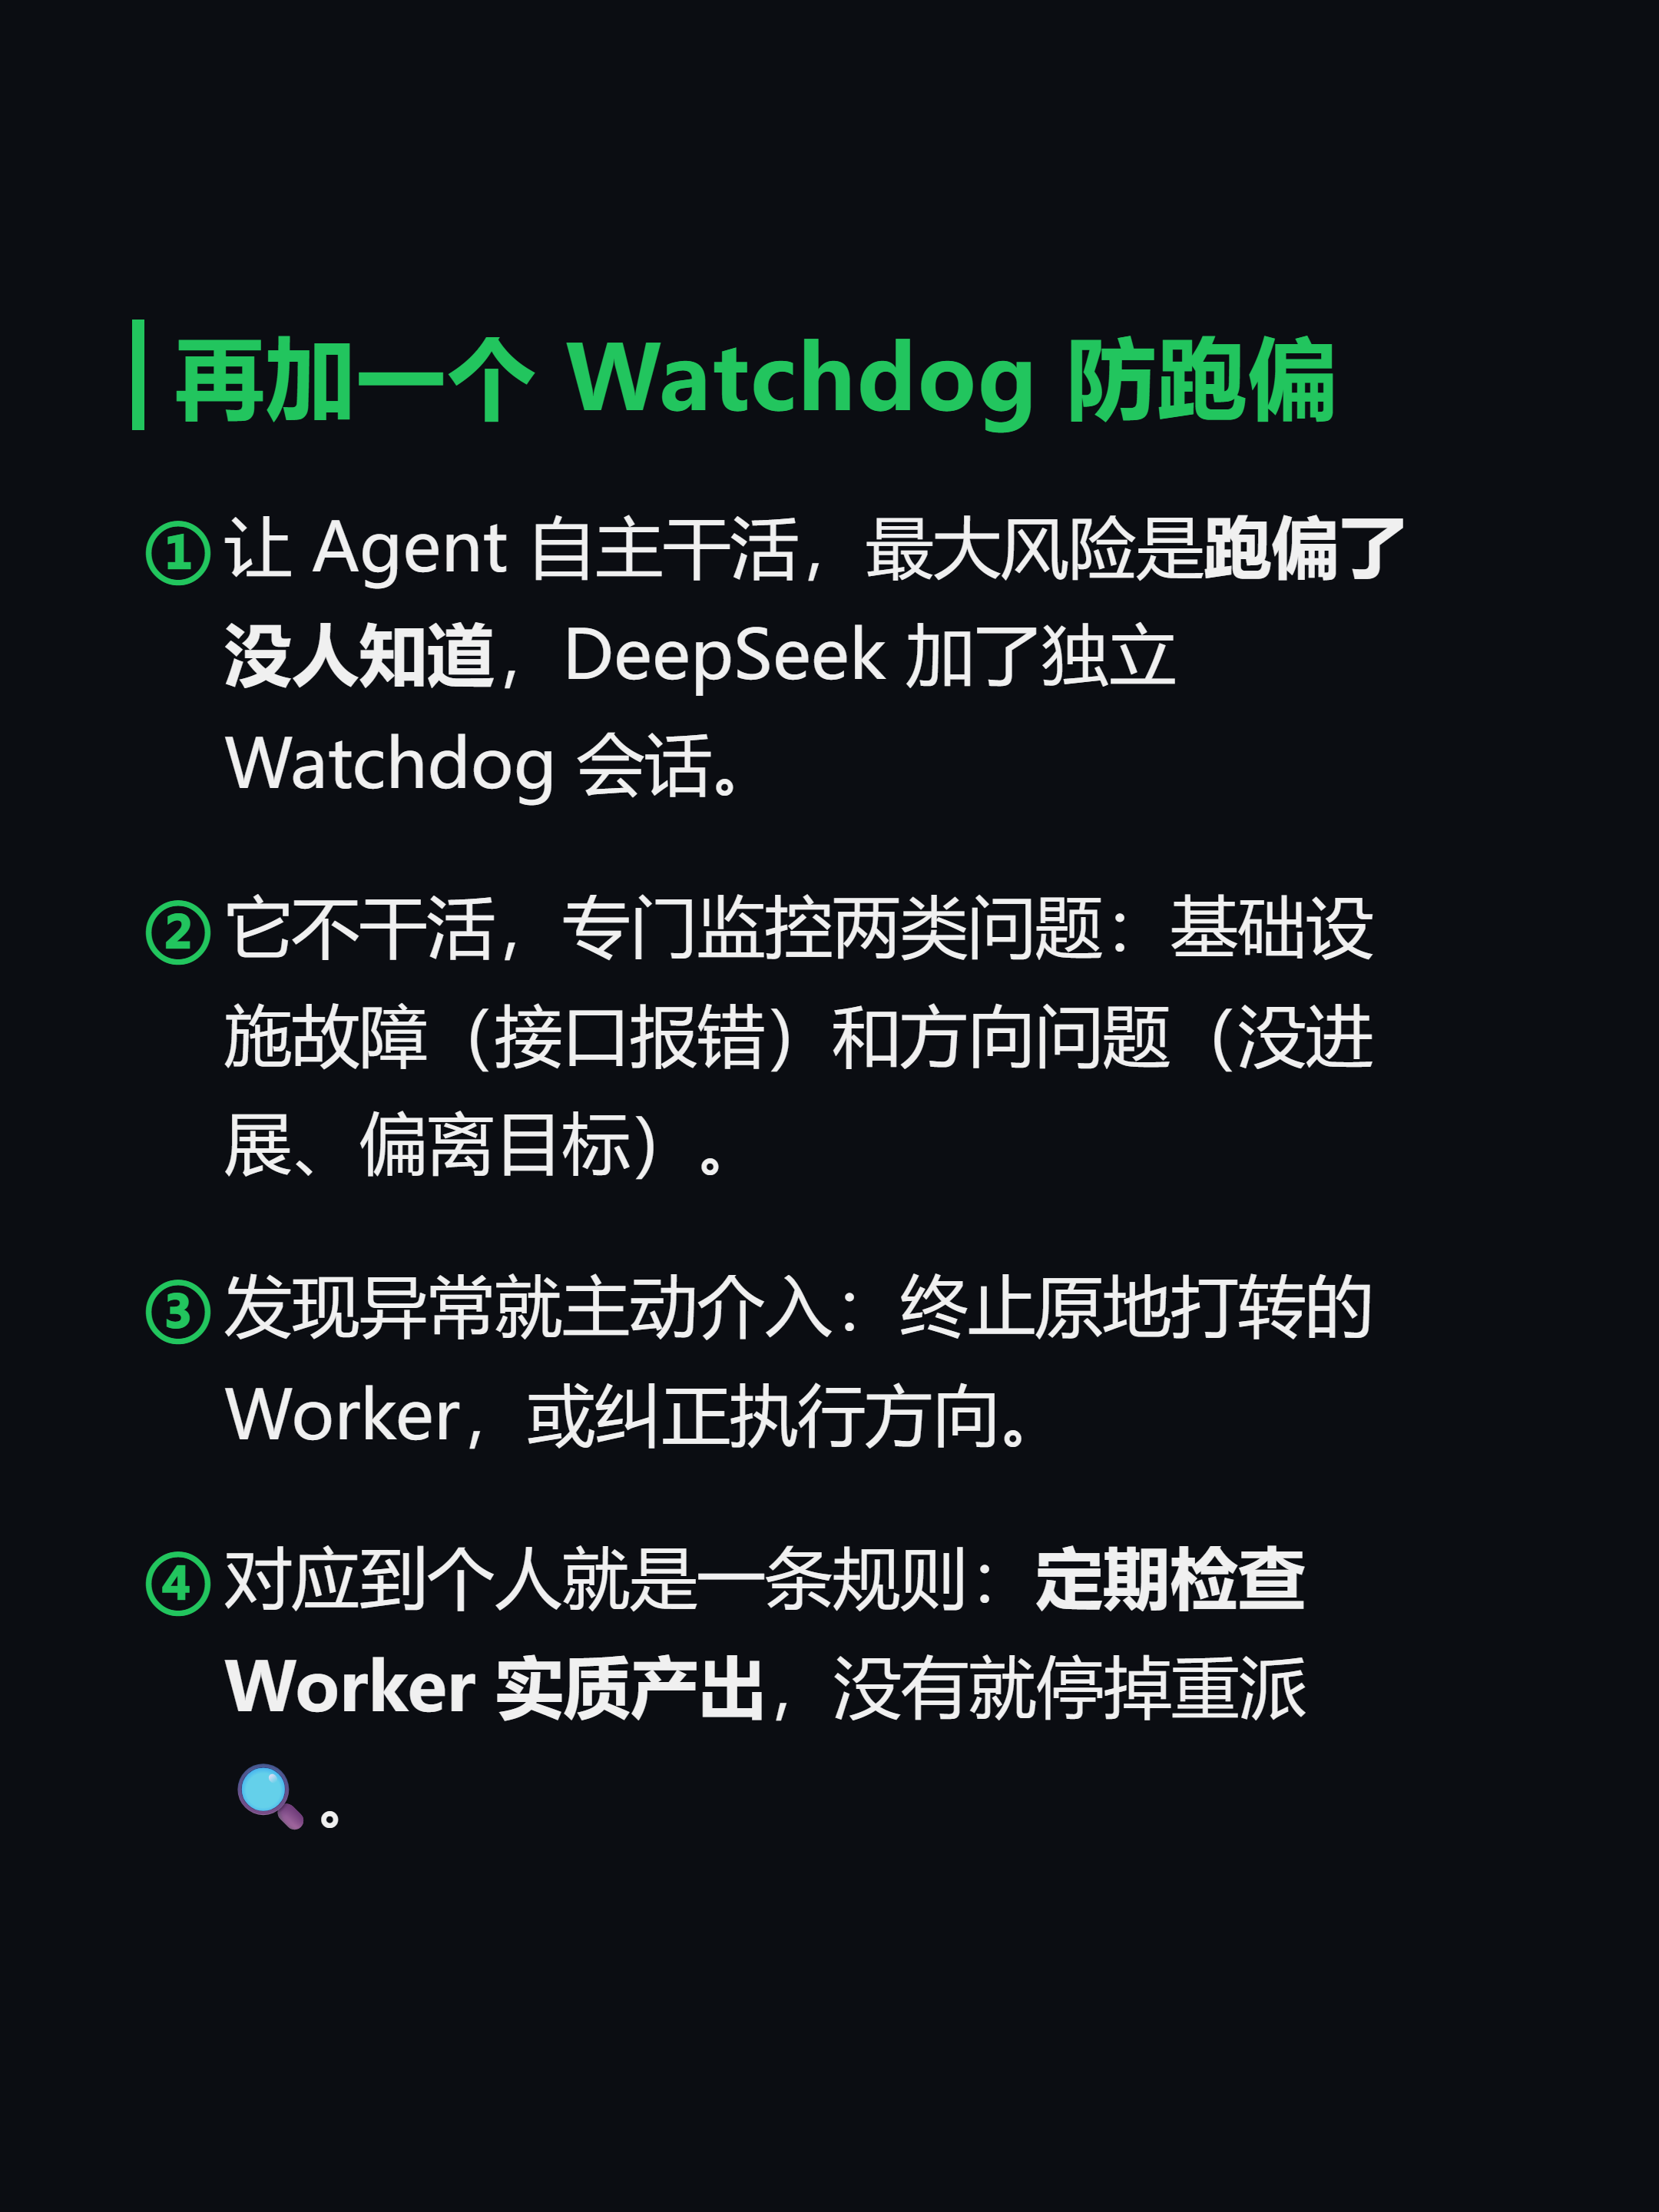 再加一个 Watchdog 防跑偏
① 让 Agent 自主干活，最大风险是跑偏了
没人知道，DeepSeek 加了独立
Watchdog 会话。
② 它不干活，专门监控两类问题：基础设
施故障（接口报错）和方向问题（没进
展、偏离目标）。
③ 发现异常就主动介入：终止原地打转的
Worker，或纠正执行方向。
④ 对应到个人就是一条规则：定期检查
Worker 实质产出，没有就停掉重派
🔍。